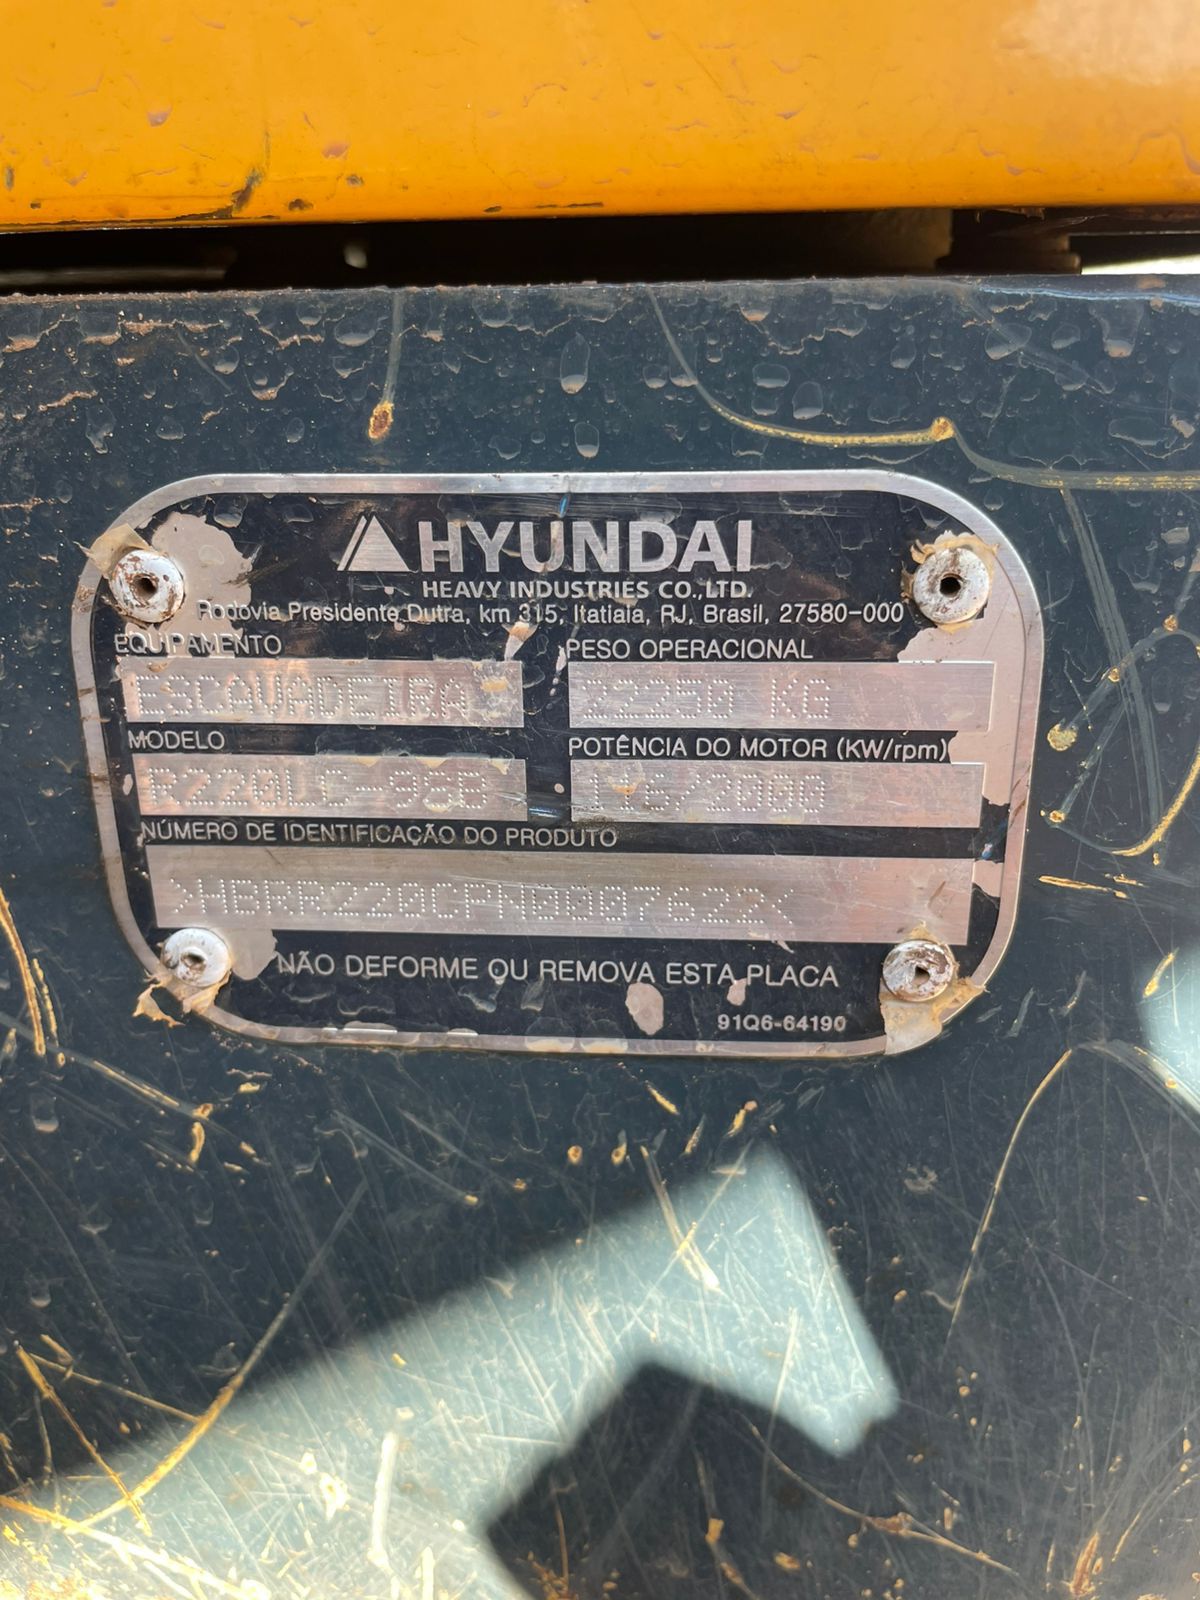 HYUNDAI
HEAVY INDUSTRIES CO.,LTD.
Rodovia Presidente Dutra, km 315, Itatiaia, RJ, Brasil, 27580-000
EQUIPAMENTO PESO OPERACIONAL
ESCAVADEIRA 22250 KG
MODELO POTÊNCIA DO MOTOR (KW/rpm)
R220LC-9SB 116/2000
NÚMERO DE IDENTIFICAÇÃO DO PRODUTO
>HBRR220CPN0007622<
NÃO DEFORME OU REMOVA ESTA PLACA
91Q6-64190